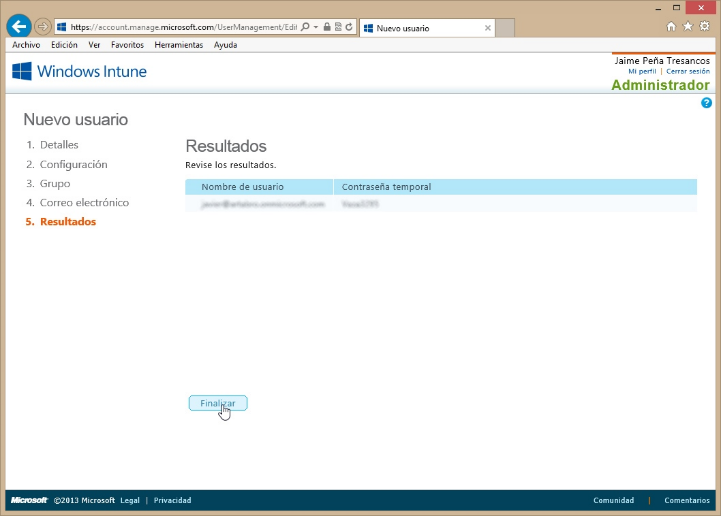 https://account.manage.microsoft.com/UserManagement/Edi
Nuevo usuario
Archivo Edición Ver Favoritos Herramientas Ayuda
Windows Intune
Jaime Peña Tresancos
Mi perfil | Cerrar sesión
Administrador
Nuevo usuario
1. Detalles
2. Configuración
3. Grupo
4. Correo electrónico
5. Resultados
Resultados
Revise los resultados.
Nombre de usuario Contraseña temporal
Finalizar
Microsoft ©2013 Microsoft Legal | Privacidad
Comunidad | Comentarios